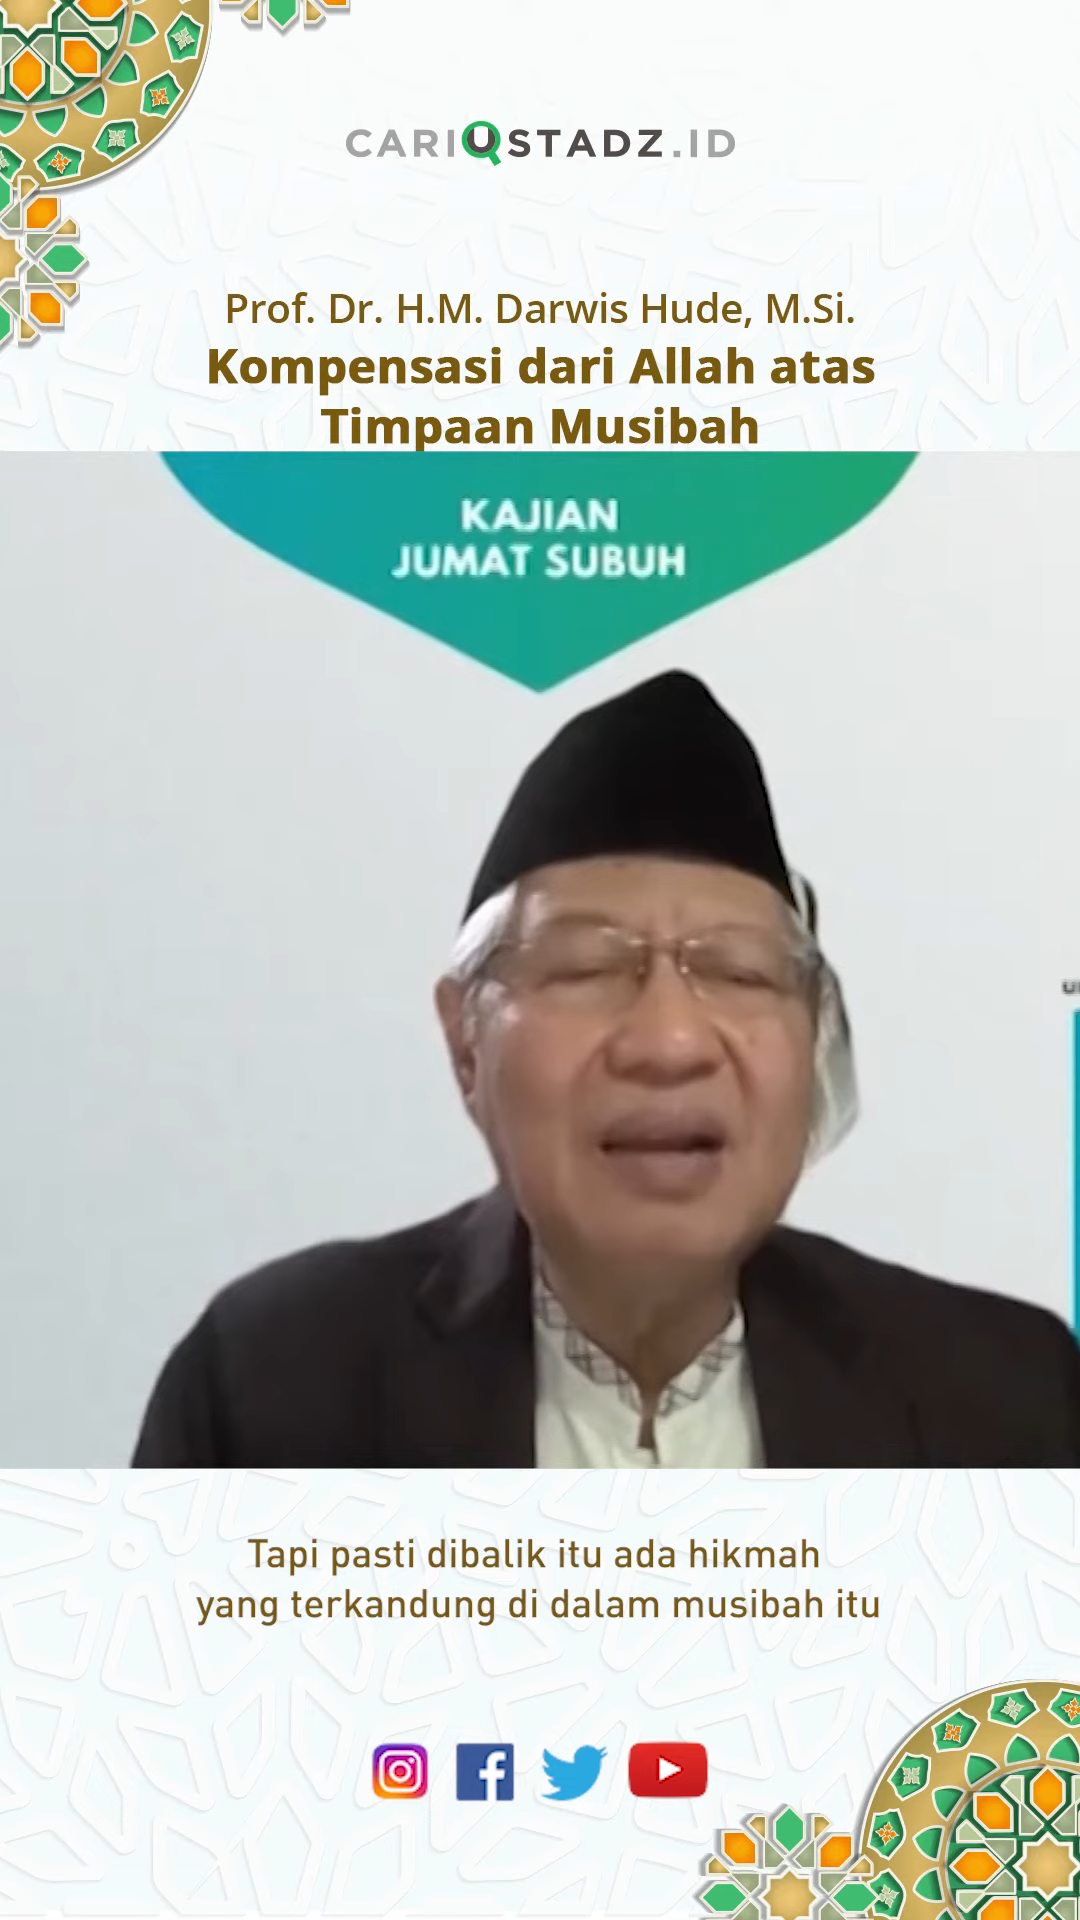 CARIUSTADZ.ID
Prof. Dr. H.M. Darwis Hude, M.Si.
Kompensasi dari Allah atas
Timpaan Musibah
KAJIAN
JUMAT SUBUH
Tapi pasti dibalik itu ada hikmah
yang terkandung di dalam musibah itu